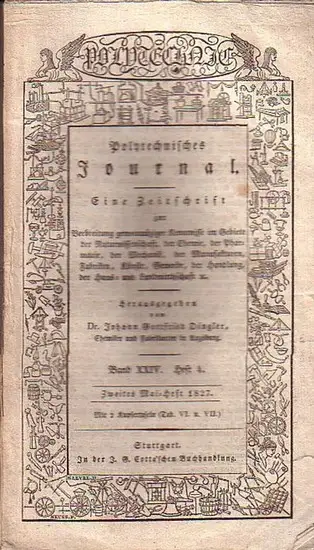 POLYTECHNIC
Polytechnisches
Journal.
Eine Zeitschrift
zur
Verbreitung gemeinnüziger Kenntnisse im Gebiete
der Naturwissenschaft, der Chemie, der Phar-
macie, der Mechanik, der Manufakturen,
Fabriken, Künste, Gewerbe, der Handlung,
der Haus- und Landwirthschaft ic.
Herausgegeben
von
Dr. Johann Gottfried Dingler,
Chemiker und Fabrikanten in Augsburg.
Band XXIV. Heft 4.
Zweites Mai-Heft 1827.
Mit 2 Kupfertafeln (Tab. VI. u. VII.)
Stuttgart.
In der J. G. Cotta'schen Buchhandlung.